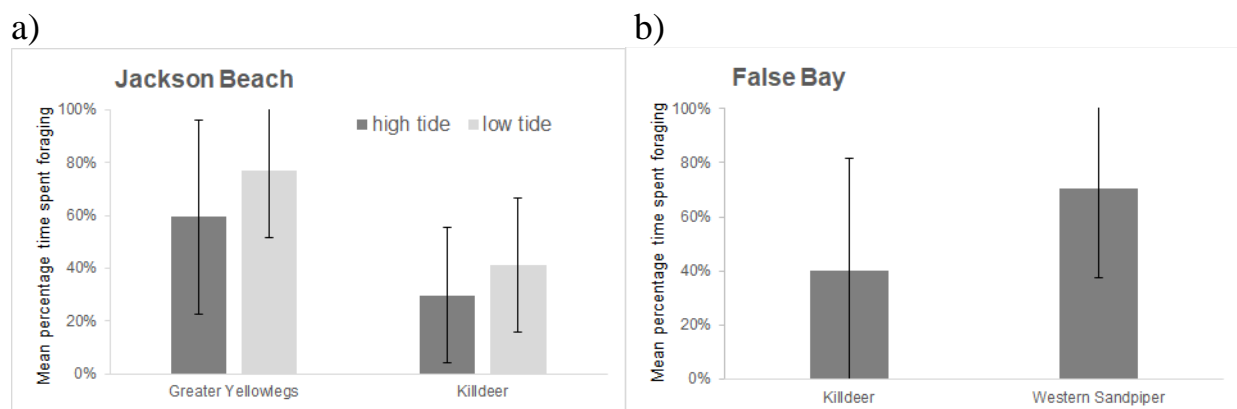 a)
Jackson Beach
high tide low tide
Mean percentage time spent foraging
100%
80%
60%
40%
20%
0%
Greater Yellowlegs Killdeer
b)
False Bay
Mean percentage time spent foraging
100%
80%
60%
40%
20%
0%
Killdeer Western Sandpiper